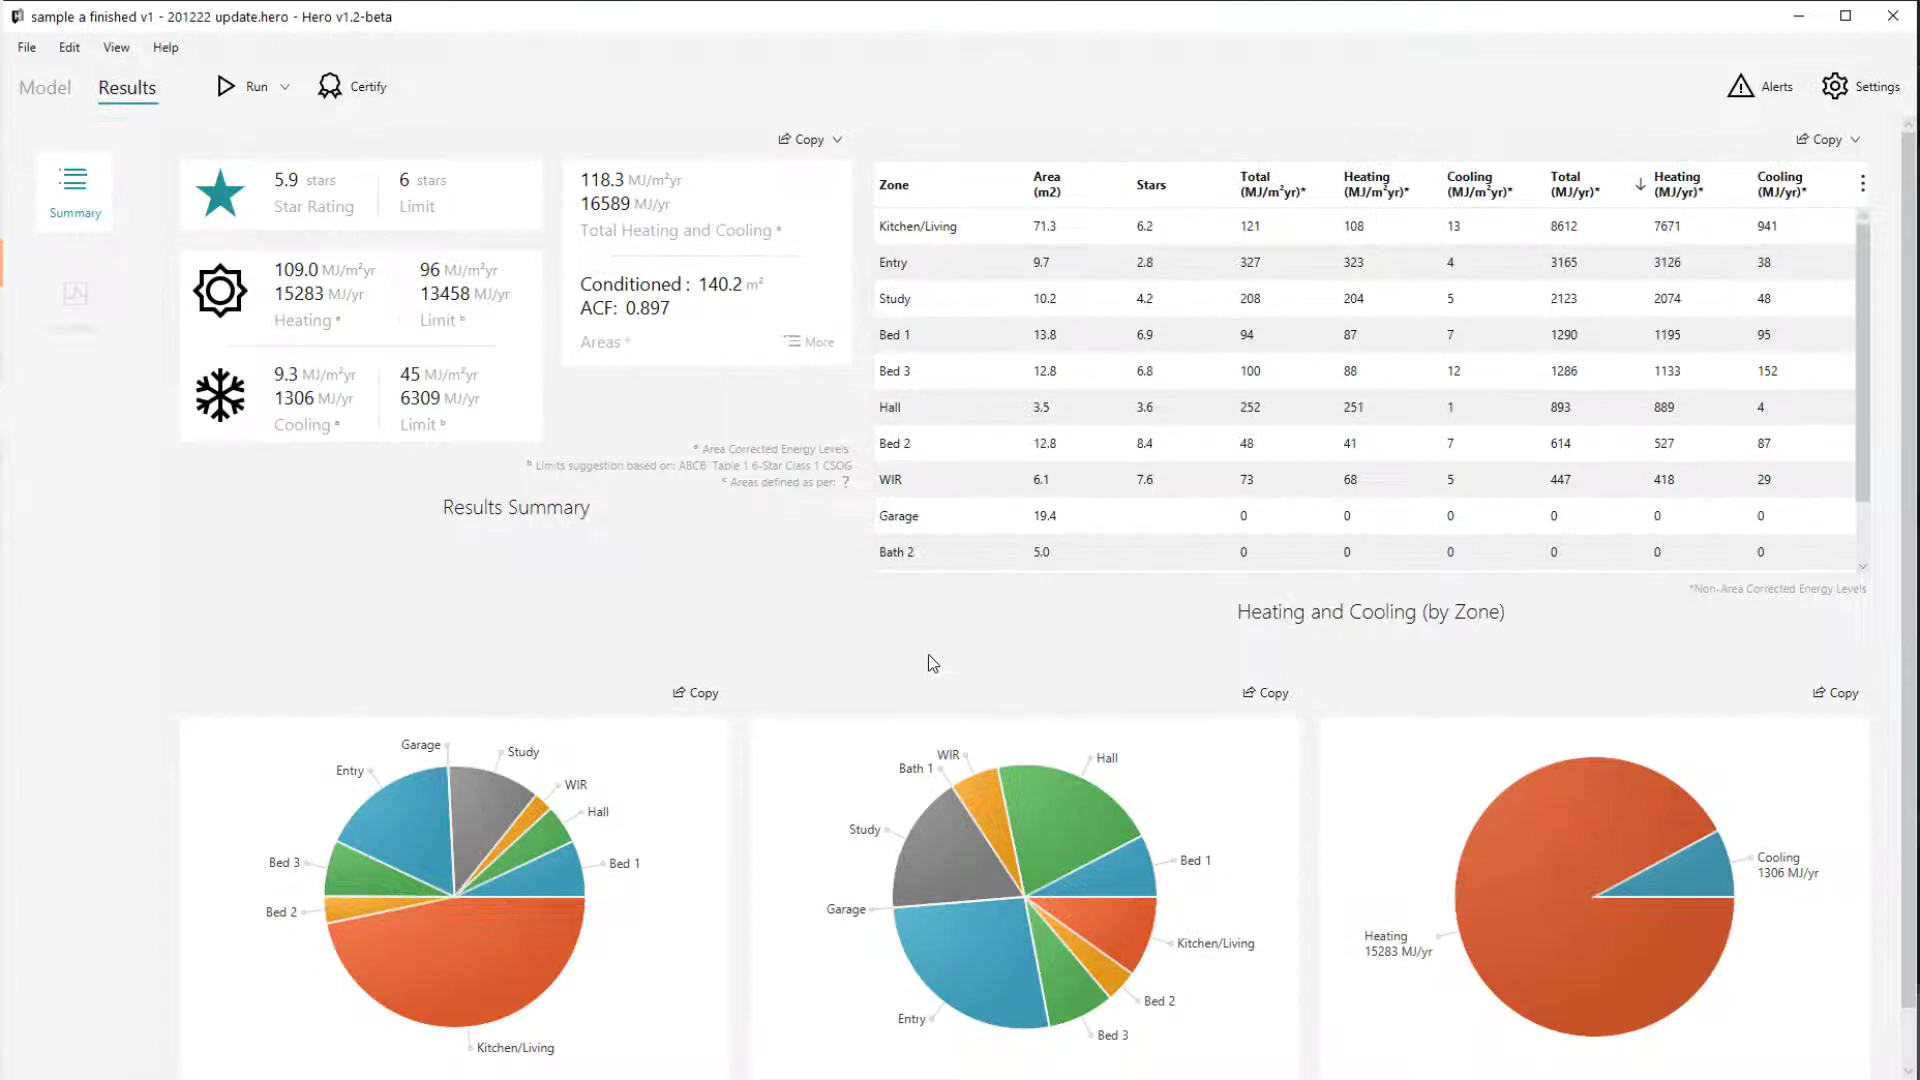 sample a finished v1 - 201222 update.hero - Hero v1.2-beta
File Edit View Help
Model Results Run Certify Alerts Settings
Summary
Copy
5.9 stars
Star Rating
6 stars
Limit
109.0 MJ/m²yr
15283 MJ/yr
Heating ᵃ
96 MJ/m²yr
13458 MJ/yr
Limit ᵇ
9.3 MJ/m²yr
1306 MJ/yr
Cooling ᵃ
45 MJ/m²yr
6309 MJ/yr
Limit ᵇ
118.3 MJ/m²yr
16589 MJ/yr
Total Heating and Cooling ᵃ
Conditioned : 140.2 m²
ACF: 0.897
Areas ᶜ More
ᵃ Area Corrected Energy Levels
ᵇ Limits suggestion based on: ABCB Table 1 6-Star Class 1 CSOG
ᶜ Areas defined as per: ?
Results Summary
Copy
Zone Area (m2) Stars Total (MJ/m²yr)* Heating (MJ/m²yr)* Cooling (MJ/m²yr)* Total (MJ/yr)* Heating (MJ/yr)* Cooling (MJ/yr)*
Kitchen/Living 71.3 6.2 121 108 13 8612 7671 941
Entry 9.7 2.8 327 323 4 3165 3126 38
Study 10.2 4.2 208 204 5 2123 2074 48
Bed 1 13.8 6.9 94 87 7 1290 1195 95
Bed 3 12.8 6.8 100 88 12 1286 1133 152
Hall 3.5 3.6 252 251 1 893 889 4
Bed 2 12.8 8.4 48 41 7 614 527 87
WIR 6.1 7.6 73 68 5 447 418 29
Garage 19.4 0 0 0 0 0 0
Bath 2 5.0 0 0 0 0 0 0
*Non-Area Corrected Energy Levels
Heating and Cooling (by Zone)
Copy
Garage
Study
Entry
WIR
Hall
Bed 3
Bed 1
Bed 2
Kitchen/Living
Copy
WIR
Hall
Bath 1
Study
Bed 1
Garage
Kitchen/Living
Bed 2
Entry
Bed 3
Copy
Cooling
1306 MJ/yr
Heating
15283 MJ/yr